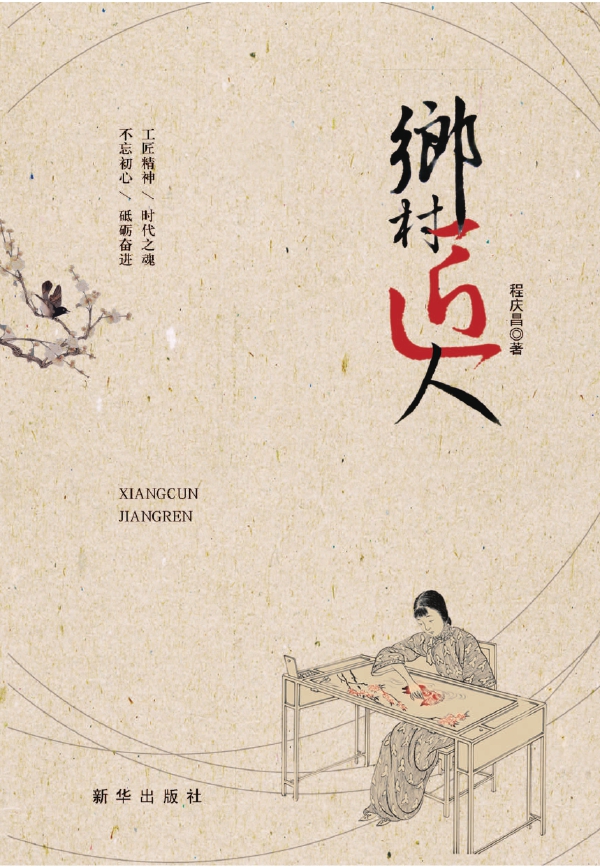 鄉村匠人
程庆昌◎著
工匠精神 / 时代之魂
不忘初心 / 砥砺奋进
XIANGCUN
JIANGREN
新华出版社